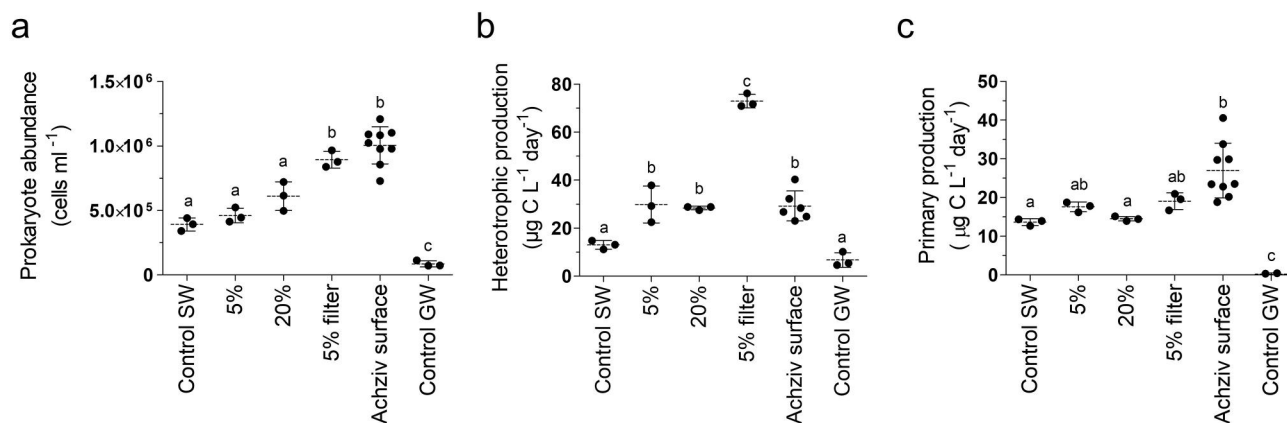 a
Prokaryote abundance
(cells ml⁻¹)
1.5×10⁶
1.0×10⁶
5.0×10⁵
0
a
a
a
b
b
c
Control SW
5%
20%
5% filter
Achziv surface
Control GW
b
Heterotrophic production
(µg C L⁻¹ day⁻¹)
80
60
40
20
0
a
b
b
c
b
a
Control SW
5%
20%
5% filter
Achziv surface
Control GW
c
Primary production
( µg C L⁻¹ day⁻¹)
50
40
30
20
10
0
a
ab
a
ab
b
c
Control SW
5%
20%
5% filter
Achziv surface
Control GW